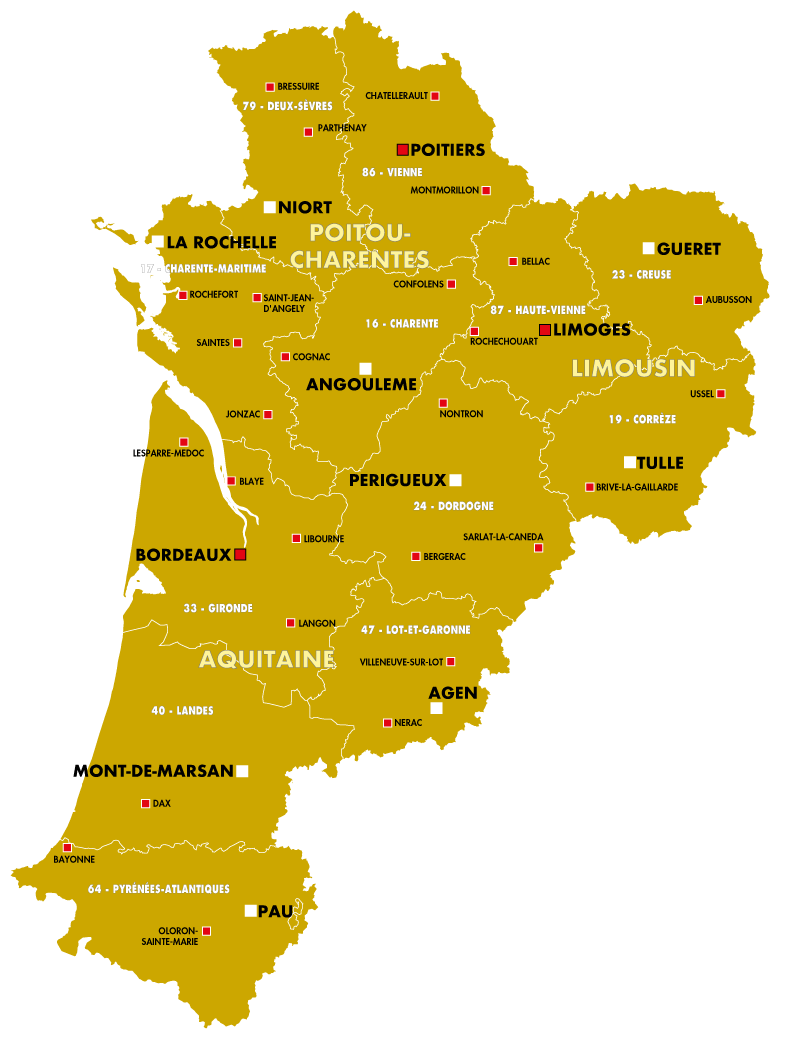 BRESSUIRE
CHATELLERAULT
79 - DEUX-SÈVRES
PARTHENAY
POITIERS
86 - VIENNE
MONTMORILLON
NIORT
POITOU-
CHARENTES
LA ROCHELLE
GUERET
BELLAC
17 - CHARENTE-MARITIME
23 - CREUSE
CONFOLENS
ROCHEFORT
SAINT-JEAN-
D'ANGELY
AUBUSSON
87 - HAUTE-VIENNE
16 - CHARENTE
LIMOGES
ROCHECHOUART
SAINTES
COGNAC
LIMOUSIN
ANGOULEME
USSEL
JONZAC
NONTRON
19 - CORRÈZE
LESPARRE-MEDOC
TULLE
BLAYE
PERIGUEUX
BRIVE-LA-GAILLARDE
24 - DORDOGNE
LIBOURNE
SARLAT-LA-CANEDA
BORDEAUX
BERGERAC
33 - GIRONDE
LANGON
47 - LOT-ET-GARONNE
AQUITAINE
VILLENEUVE-SUR-LOT
AGEN
40 - LANDES
NERAC
MONT-DE-MARSAN
DAX
BAYONNE
64 - PYRÉNÉES-ATLANTIQUES
PAU
OLORON-
SAINTE-MARIE